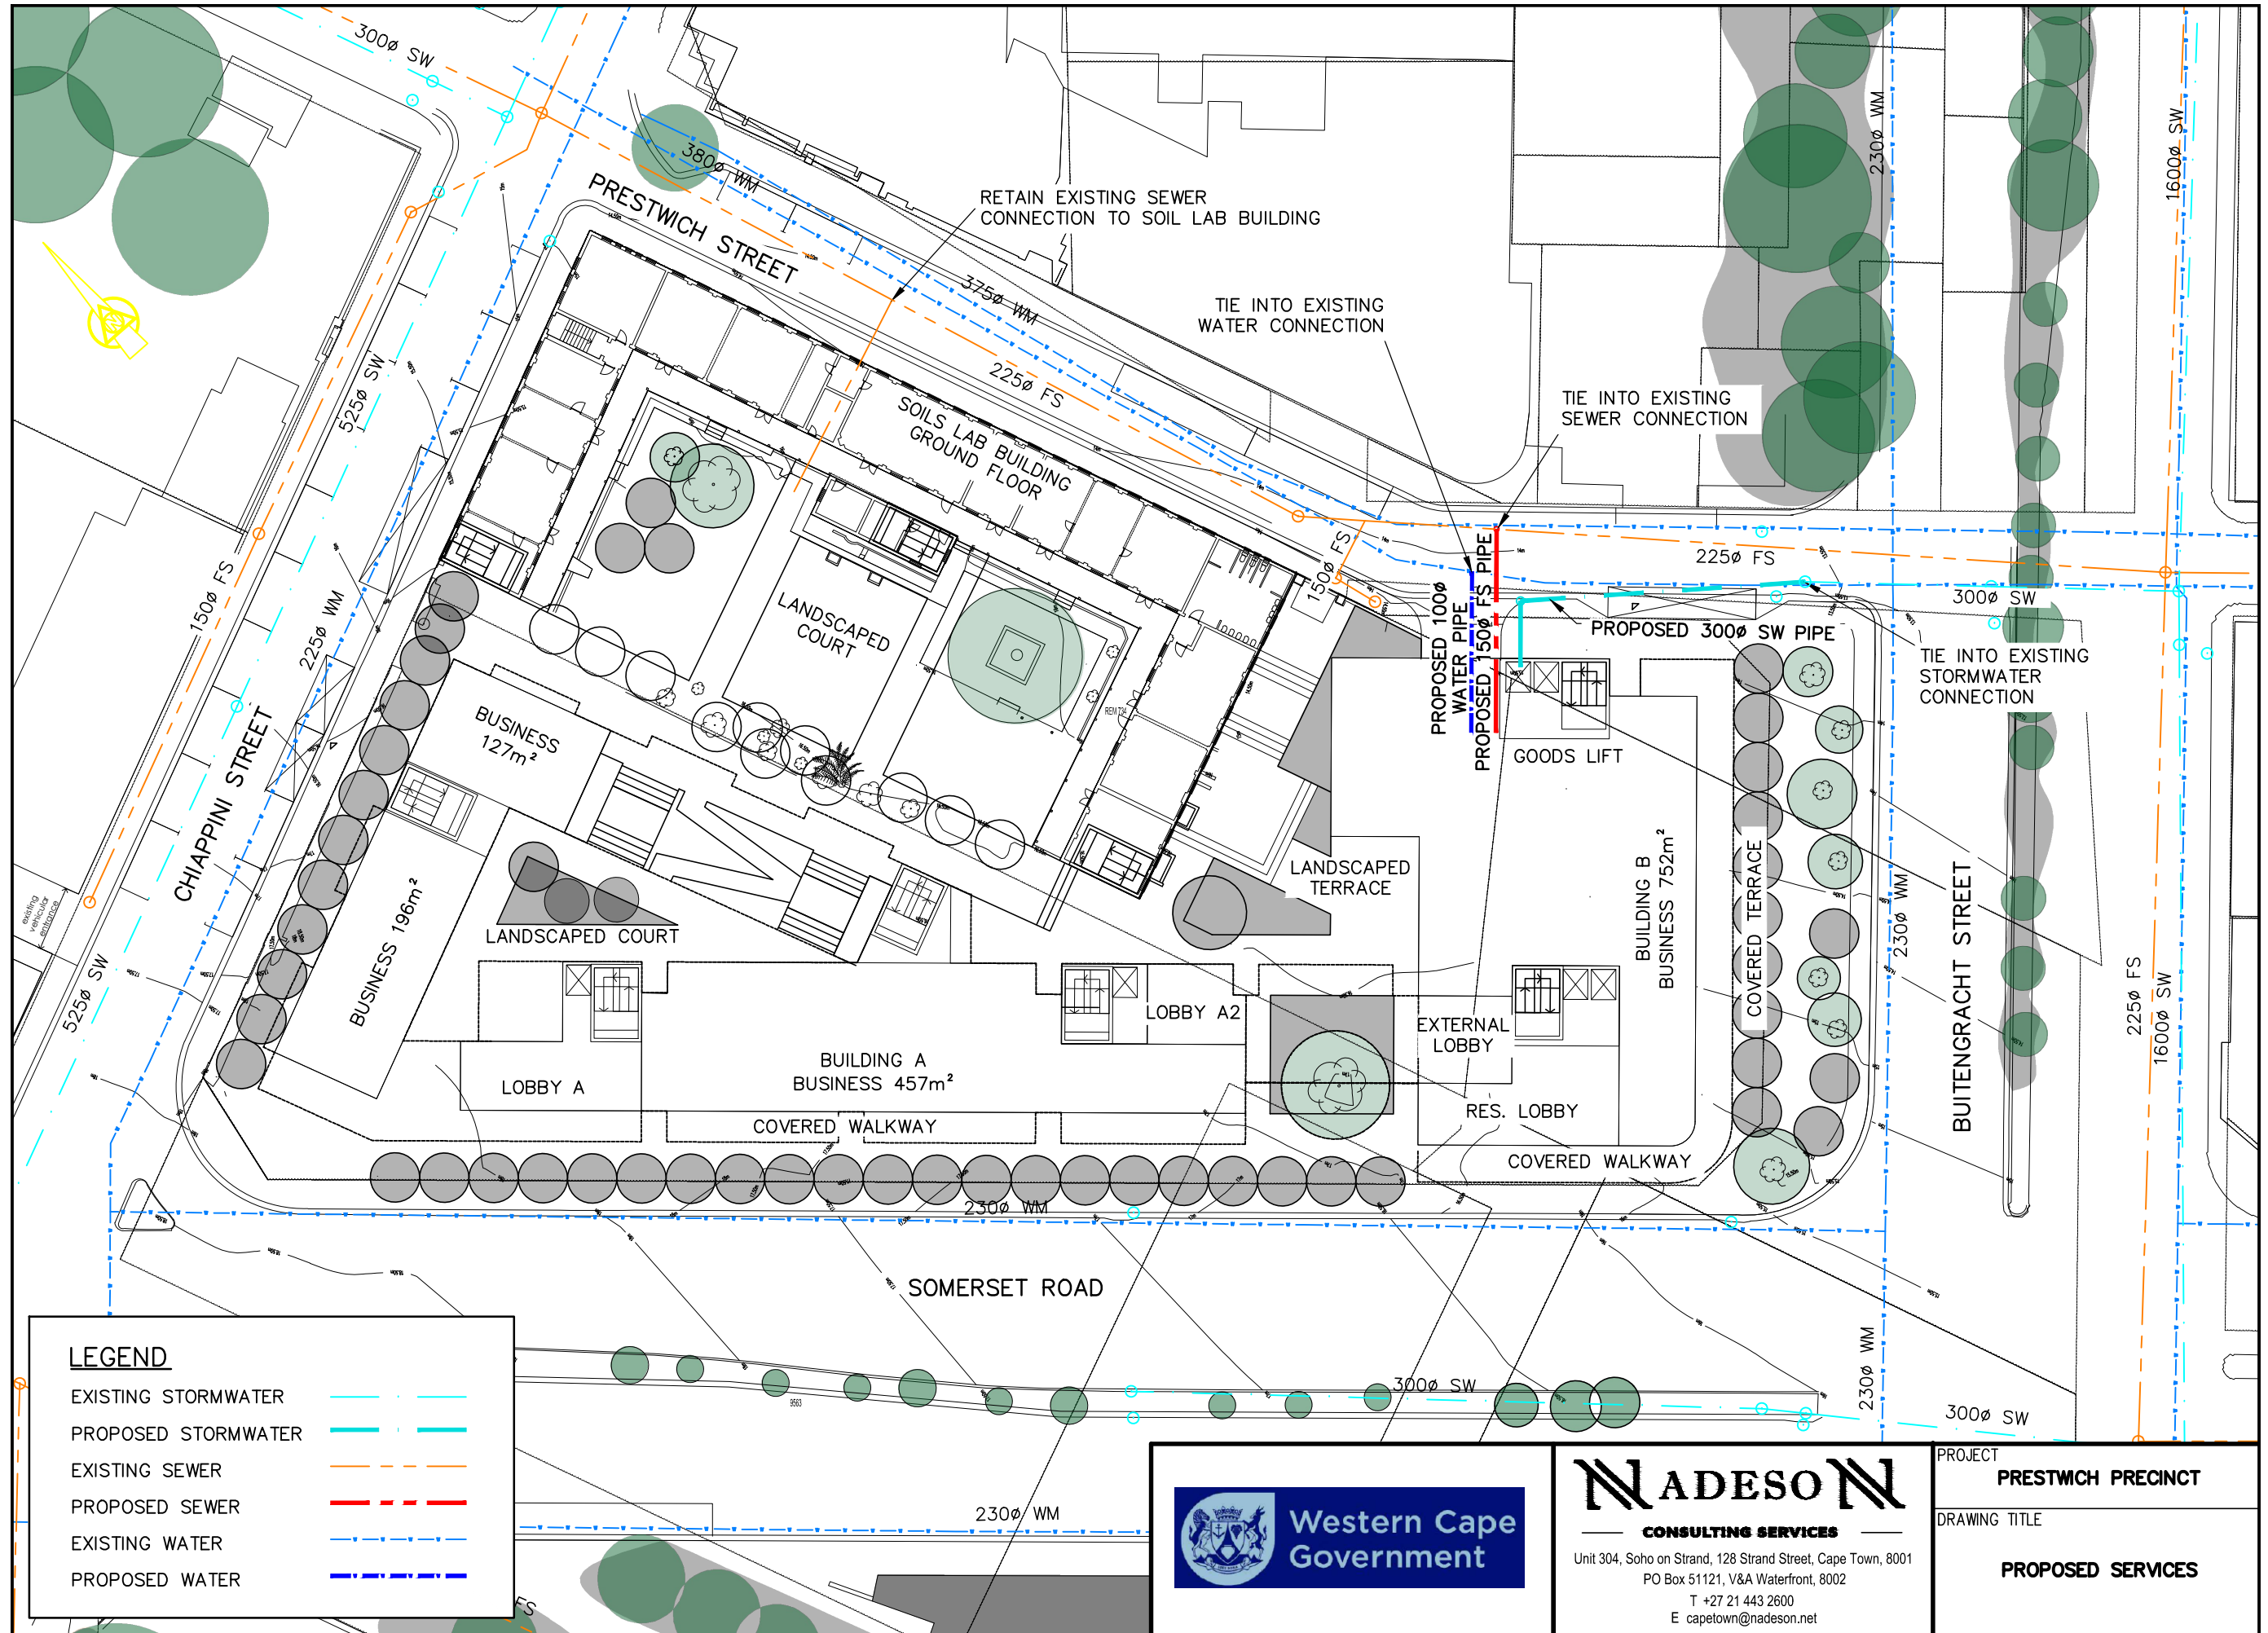 300ø SW
380ø WM
PRESTWICH STREET
RETAIN EXISTING SEWER
CONNECTION TO SOIL LAB BUILDING
230ø WM
1600ø SW
375ø WM
TIE INTO EXISTING
WATER CONNECTION
525ø SW
225ø FS
TIE INTO EXISTING
SEWER CONNECTION
SOILS LAB BUILDING
GROUND FLOOR
150ø FS
225ø WM
LANDSCAPED
COURT
150ø FS
PROPOSED 100ø
WATER PIPE
PROPOSED 150ø FS PIPE
225ø FS
300ø SW
PROPOSED 300ø SW PIPE
TIE INTO EXISTING
STORMWATER
CONNECTION
REM 734
CHIAPPINI STREET
BUSINESS
127m²
GOODS LIFT
LANDSCAPED
TERRACE
BUILDING B
BUSINESS 752m²
COVERED TERRACE
230ø WM
BUITENGRACHT STREET
existing
vehicular
entrance
BUSINESS 196m²
LANDSCAPED COURT
525ø SW
LOBBY A2
EXTERNAL
LOBBY
225ø FS
1600ø SW
LOBBY A
BUILDING A
BUSINESS 457m²
RES. LOBBY
COVERED WALKWAY
COVERED WALKWAY
230ø WM
SOMERSET ROAD
230ø WM
300ø SW
300ø SW
9563
230ø WM
FS
LEGEND
EXISTING STORMWATER
PROPOSED STORMWATER
EXISTING SEWER
PROPOSED SEWER
EXISTING WATER
PROPOSED WATER
Western Cape
Government
NADESON
CONSULTING SERVICES
Unit 304, Soho on Strand, 128 Strand Street, Cape Town, 8001
PO Box 51121, V&A Waterfront, 8002
T +27 21 443 2600
E capetown@nadeson.net
PROJECT
PRESTWICH PRECINCT
DRAWING TITLE
PROPOSED SERVICES